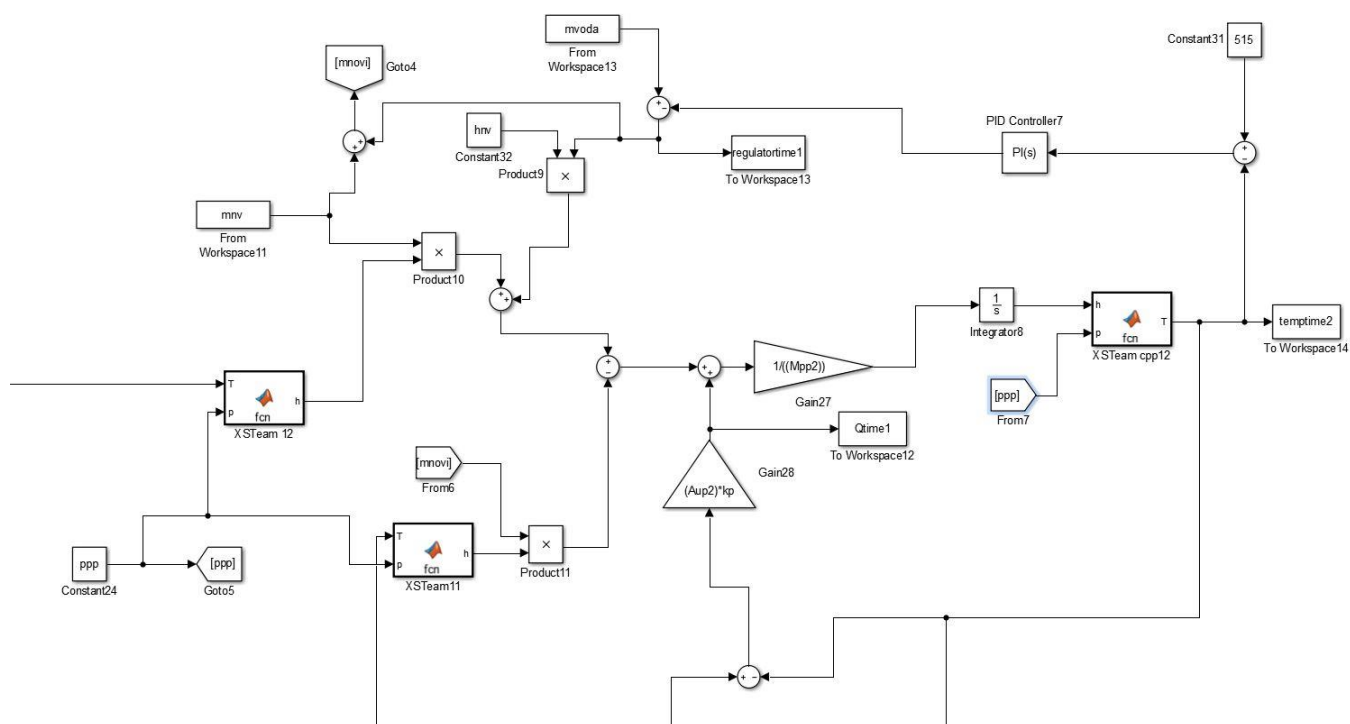 mvoda
From
Workspace13
Constant31
515
[mnovi]
Goto4
hnv
Constant32
PID Controller7
PI(s)
regulatortime1
To Workspace13
Product9
×
mnv
From
Workspace11
×
Product10
+
+
+
-
+
-
+
+
1
s
Integrator8
h
p
T
fcn
XSTeam cpp12
temptime2
To Workspace14
+
-
+
+
1/((Mpp2))
Gain27
[ppp]
From7
T
p
h
fcn
XSTeam 12
Qtime1
To Workspace12
[mnovi]
From6
Gain28
(Aup2)*kp
ppp
Constant24
[ppp]
Goto5
T
p
h
fcn
XSTeam11
×
Product11
+
-